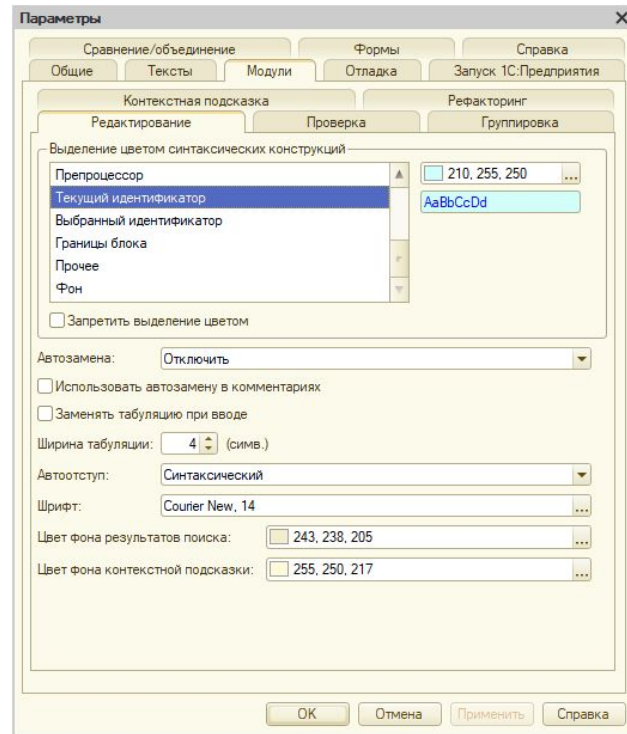 Параметры
Сравнение/объединение Формы Справка
Общие Тексты Модули Отладка Запуск 1С:Предприятия
Контекстная подсказка Рефакторинг
Редактирование Проверка Группировка
Выделение цветом синтаксических конструкций
Препроцессор 210, 255, 250 ...
Текущий идентификатор AaBbCcDd
Выбранный идентификатор
Границы блока
Прочее
Фон
Запретить выделение цветом
Автозамена: Отключить
Использовать автозамену в комментариях
Заменять табуляцию при вводе
Ширина табуляции: 4 (симв.)
Автоотступ: Синтаксический
Шрифт: Courier New, 14 ...
Цвет фона результатов поиска: 243, 238, 205 ...
Цвет фона контекстной подсказки: 255, 250, 217 ...
OK Отмена Применить Справка